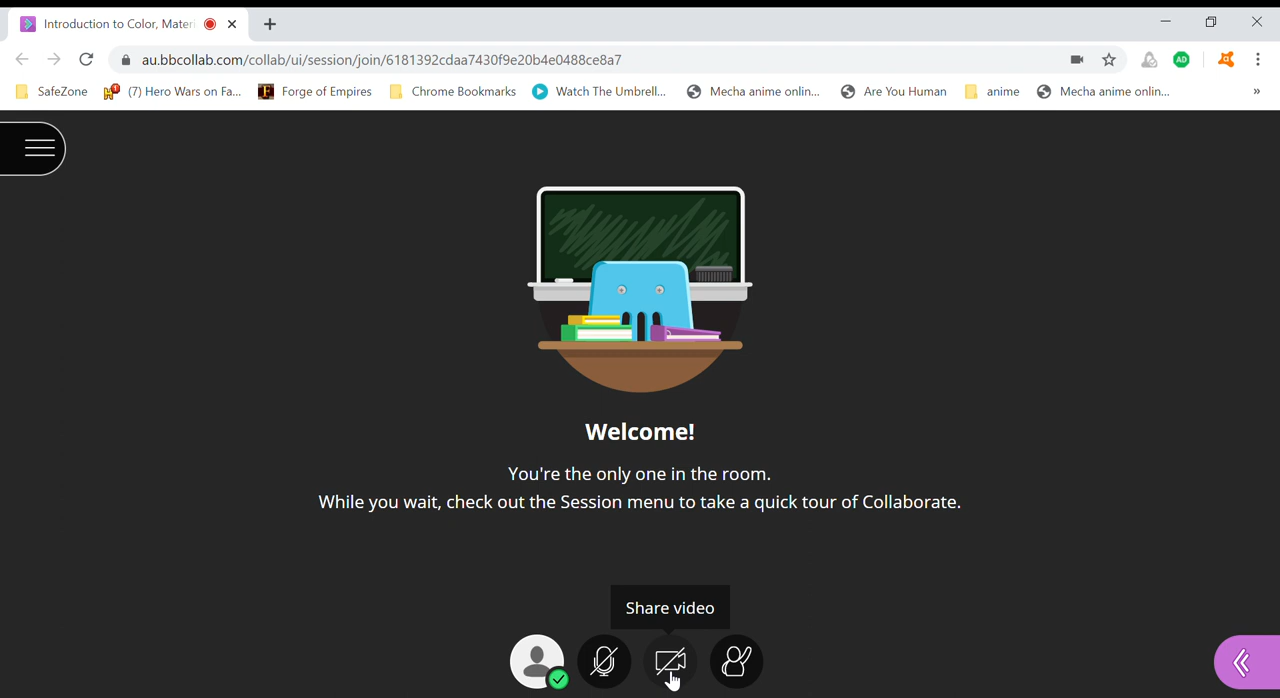 Introduction to Color, Materi
au.bbcollab.com/collab/ui/session/join/6181392cdaa7430f9e20b4e0488ce8a7
AD
SafeZone (7) Hero Wars on Fa... Forge of Empires Chrome Bookmarks Watch The Umbrell... Mecha anime onlin... Are You Human anime Mecha anime onlin... »
Welcome!
You're the only one in the room.
While you wait, check out the Session menu to take a quick tour of Collaborate.
Share video